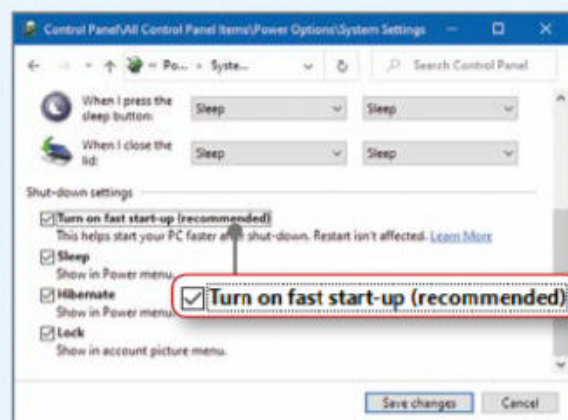 Control Panel\All Control Panel Items\Power Options\System Settings
« Po... › Syste...
Search Control Panel
When I press the
sleep button:
Sleep
Sleep
When I close the
lid:
Sleep
Sleep
Shut-down settings
Turn on fast start-up (recommended)
This helps start your PC faster after shut-down. Restart isn't affected. Learn More
Sleep
Show in Power menu.
Turn on fast start-up (recommended)
Hibernate
Show in Power menu.
Lock
Show in account picture menu.
Save changes
Cancel